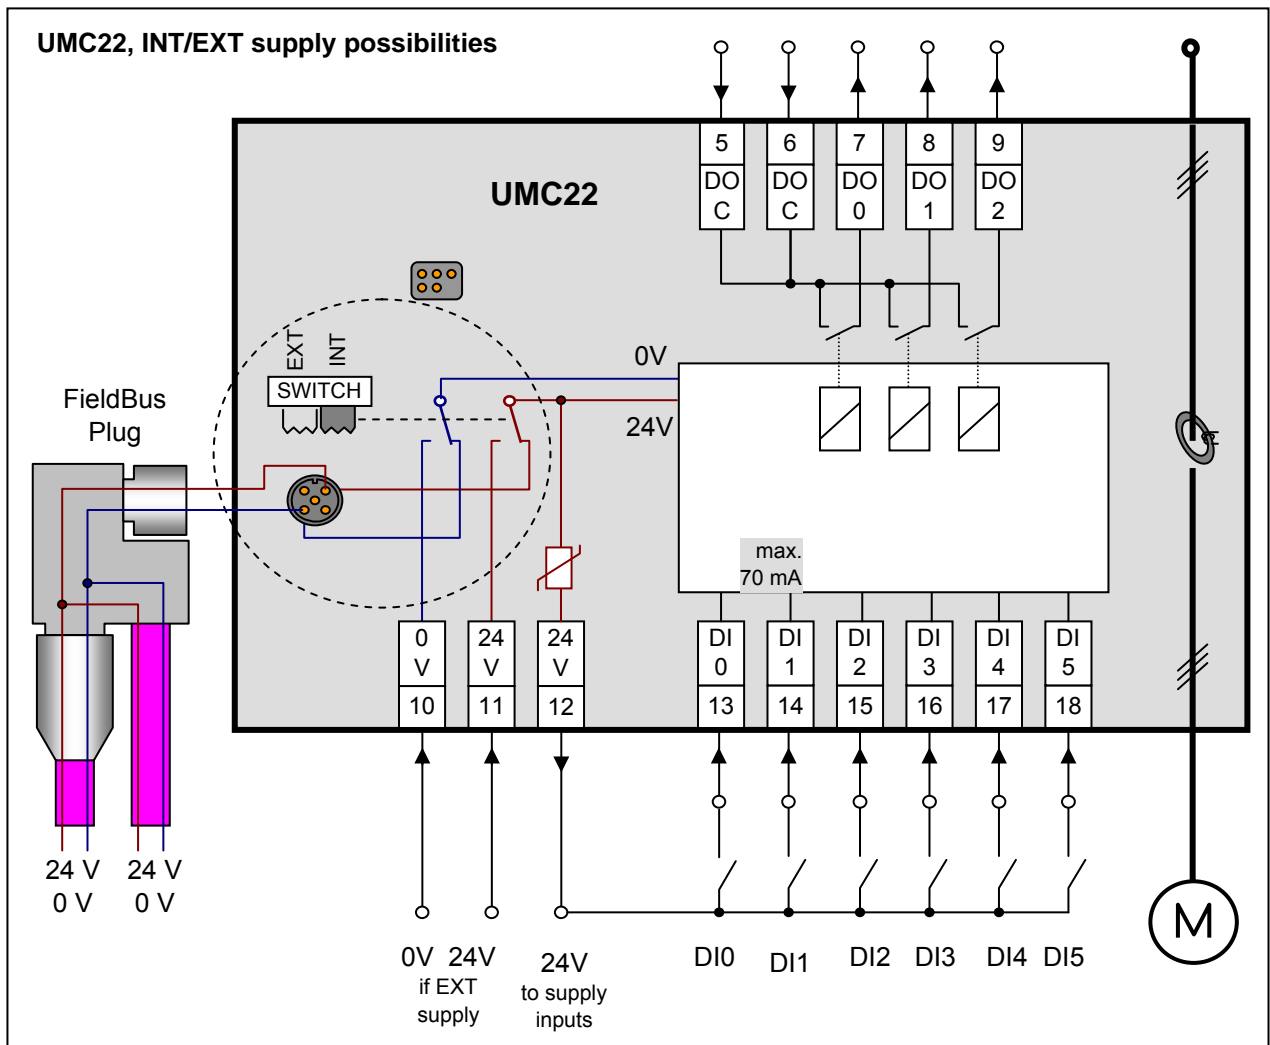 UMC22, INT/EXT supply possibilities
5 6 7 8 9
DO DO DO DO DO
C C 0 1 2
UMC22
EXT
INT
SWITCH
0V
24V
FieldBus
Plug
max.
70 mA
0 24 24 DI DI DI DI DI DI
V V V 0 1 2 3 4 5
10 11 12 13 14 15 16 17 18
24 V 24 V
0 V 0 V
0V 24V
if EXT
supply
24V
to supply
inputs
DI0 DI1 DI2 DI3 DI4 DI5
M